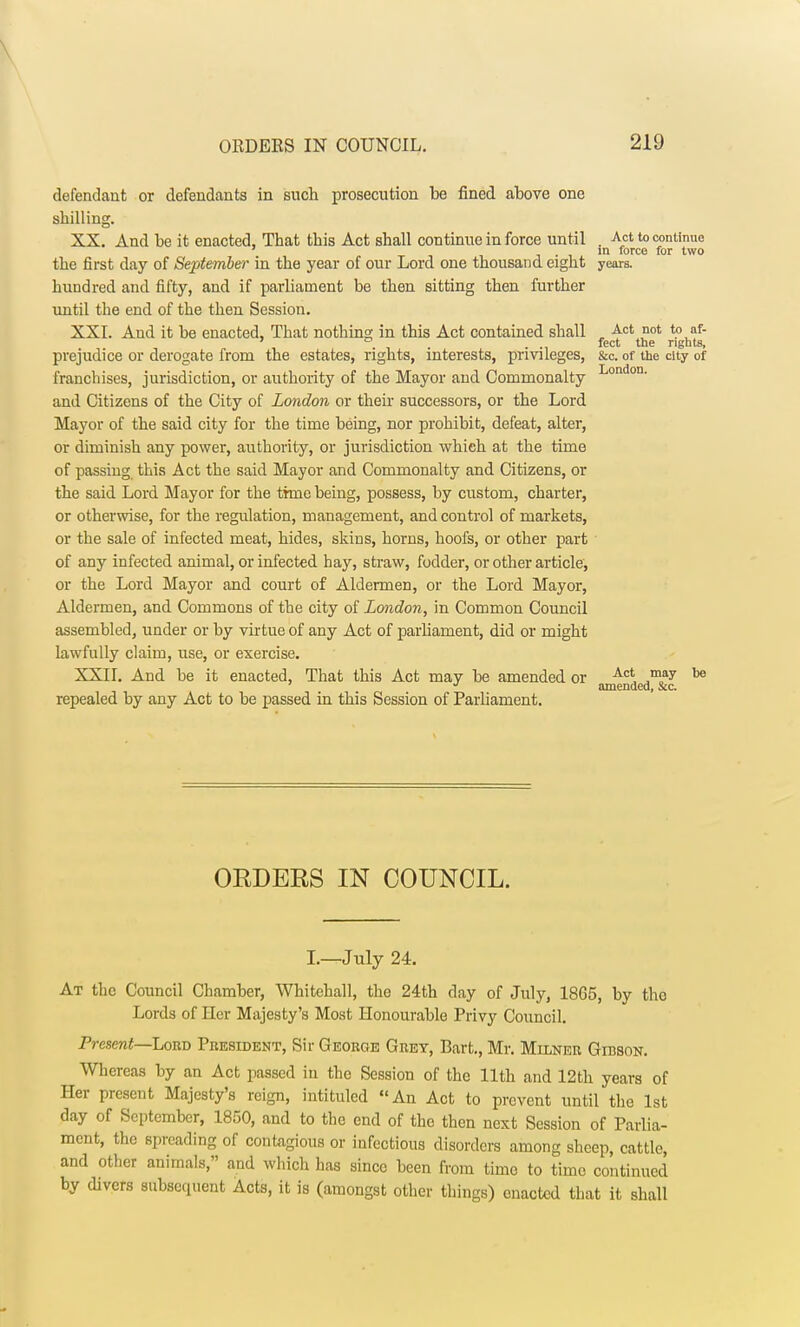 ORDERS IN COUNCIL. 219
defendant or defendants in such prosecution be fined above one
shilling.
XX. And be it enacted, That this Act shall continue in force until
the first day of September in the year of our Lord one thousand eight
hundred and fifty, and if parliament be then sitting then further
until the end of the then Session.
Act to continue
in force for two
years.
XXI. And it be enacted, That nothing in this Act contained shall
prejudice or derogate from the estates, rights, interests, privileges,
franchises, jurisdiction, or authority of the Mayor and Commonalty
and Citizens of the City of London or their successors, or the Lord
Mayor of the said city for the time being, nor prohibit, defeat, alter,
or diminish any power, authority, or jurisdiction which at the time
of passing this Act the said Mayor and Commonalty and Citizens, or
the said Lord Mayor for the time being, possess, by custom, charter,
or otherwise, for the regulation, management, and control of markets,
or the sale of infected meat, hides, skins, horns, hoofs, or other part
of any infected animal, or infected hay, straw, fodder, or other article,
or the Lord Mayor and court of Aldermen, or the Lord Mayor,
Aldermen, and Commons of the city of London, in Common Council
assembled, under or by virtue of any Act of parliament, did or might
lawfully claim, use, or exercise.
Act not to af-
fect the rights,
&c. of the city of
London.
XXII. And be it enacted, That this Act may be amended or
repealed by any Act to be passed in this Session of Parliament.
Act may be
amended, &c.
ORDERS IN COUNCIL.
I.—July 24.
At the Council Chamber, Whitehall, the 24th day of July, 1865, by the
Lords of Her Majesty's Most Honourable Privy Council.
Present—Lord President, Sir George Grey, Bart., Mr. Milner Gibson.
Whereas by an Act passed in the Session of the 11th and 12th years of
Her present Majesty's reign, intituled "An Act to prevent until the 1st
day of September, 1850, and to the end of the then next Session of Parlia-
ment, the spreading of contagious or infectious disorders among sheep, cattle,
and other animals," and which has since been from time to time continued
by divers subsequent Acts, it is (amongst other things) enacted that it shall